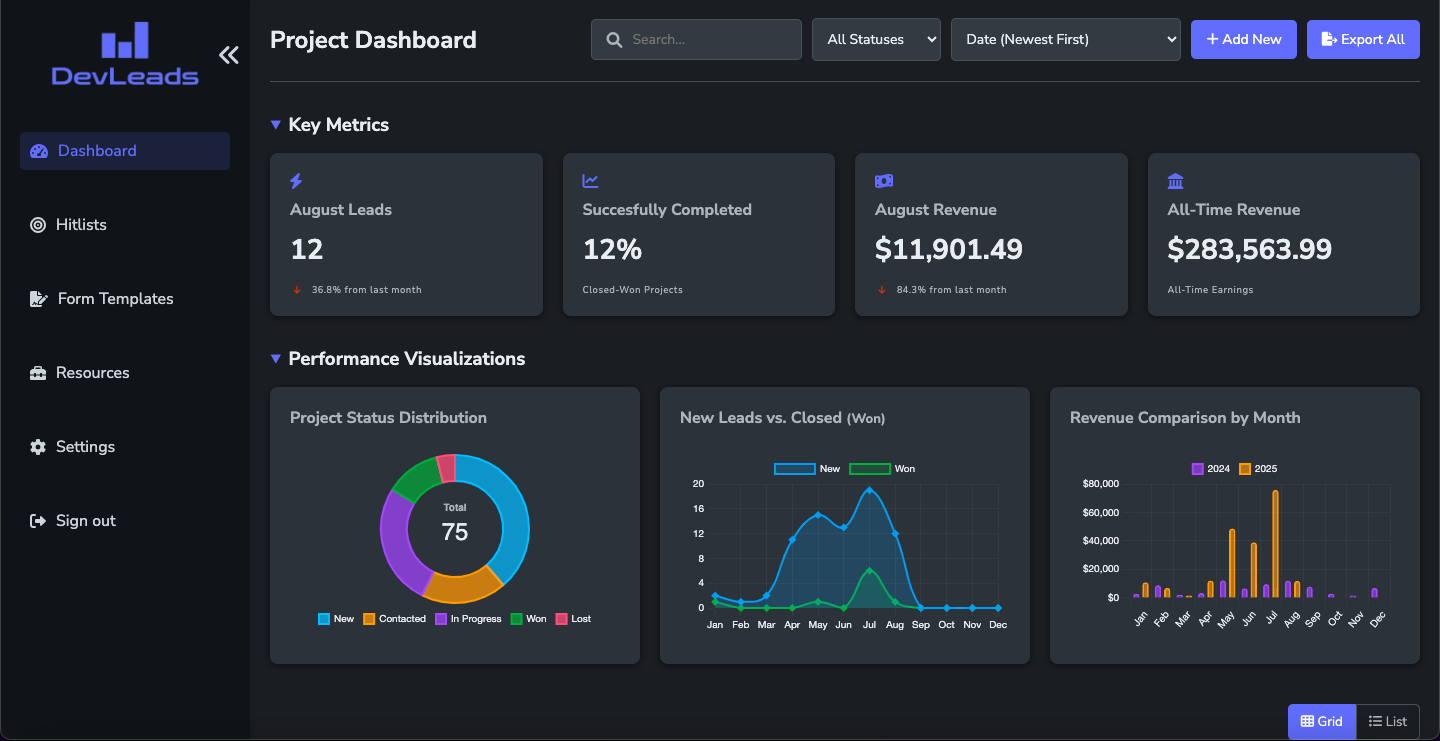 DevLeads
Dashboard
Hitlists
Form Templates
Resources
Settings
Sign out
Project Dashboard
Search...
All Statuses
Date (Newest First)
+ Add New
Export All
Key Metrics
August Leads
12
36.8% from last month
Succesfully Completed
12%
Closed-Won Projects
August Revenue
$11,901.49
84.3% from last month
All-Time Revenue
$283,563.99
All-Time Earnings
Performance Visualizations
Project Status Distribution
Total
75
New Contacted In Progress Won Lost
New Leads vs. Closed (Won)
New Won
20
16
12
8
4
0
Jan Feb Mar Apr May Jun Jul Aug Sep Oct Nov Dec
Revenue Comparison by Month
2024 2025
$80,000
$60,000
$40,000
$20,000
$0
Jan Feb Mar Apr May Jun Jul Aug Sep Oct Nov Dec
Grid
List